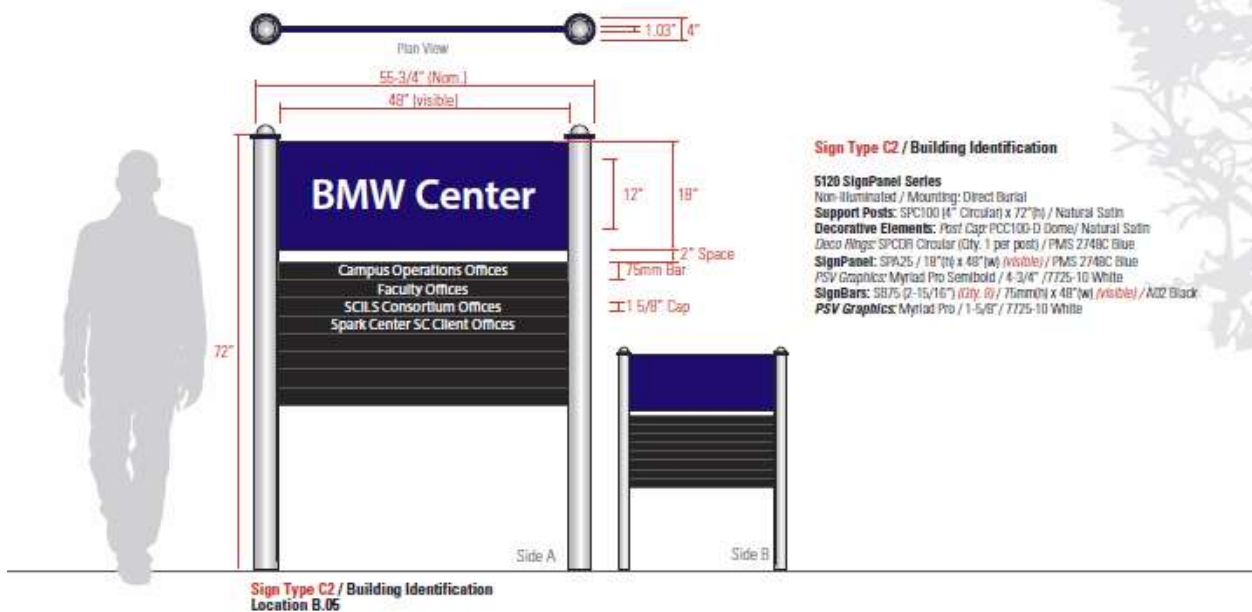 Plan View
1.03" 4"
55-3/4" (Nom.)
48" (visible)
BMW Center
12"
18"
2" Space
75mm Bar
Campus Operations Offices
Faculty Offices
SCILS Consortium Offices
Spark Center SC Client Offices
1 5/8" Cap
72"
Side A
Side B
Sign Type C2 / Building Identification
Location B.05
Sign Type C2 / Building Identification
5120 SignPanel Series
Non-Illuminated / Mounting: Direct Burial
Support Posts: SPC100 (4" Circular) x 72"(h) / Natural Satin
Decorative Elements: Post Cap: PCC100-D Dome/ Natural Satin
Deco Rings: SPCDR Circular (Qty. 1 per post) / PMS 2748C Blue
SignPanel: SPA25 / 18"(h) x 48"(w) (visible) / PMS 2748C Blue
PSV Graphics: Myriad Pro Semibold / 4-3/4" /7725-10 White
SignBars: SB75 (2-15/16") (Qty. 8) / 75mm(h) x 48"(w) (visible) / A02 Black
PSV Graphics: Myriad Pro / 1-5/8"/ 7725-10 White